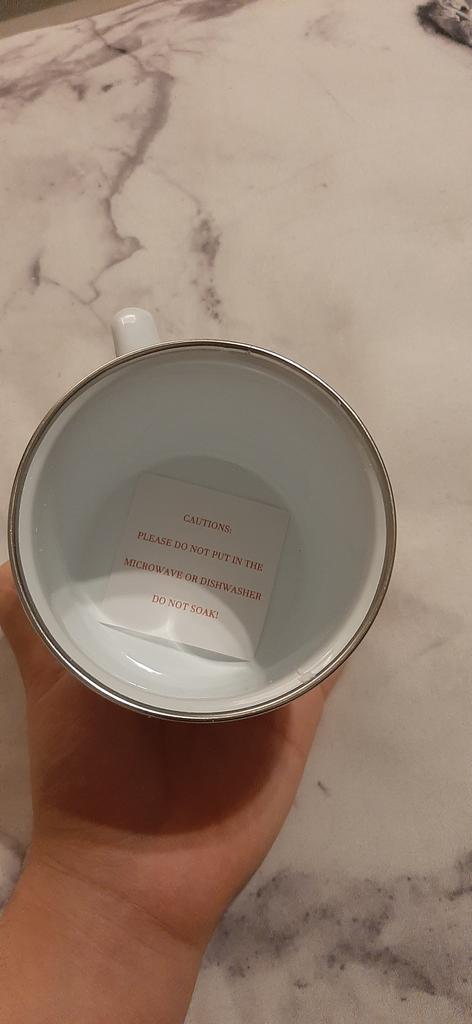 CAUTIONS:
PLEASE DO NOT PUT IN THE
MICROWAVE OR DISHWASHER
DO NOT SOAK!